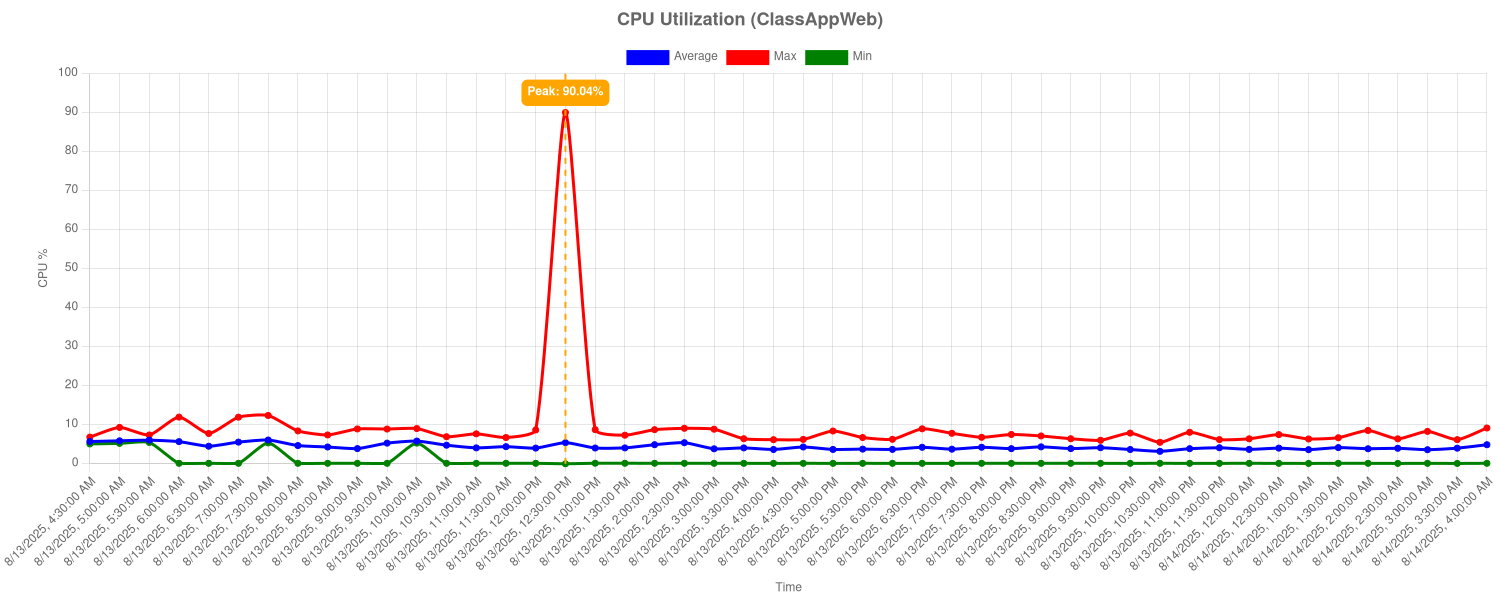 CPU Utilization (ClassAppWeb)
Average Max Min
100
Peak: 90.04%
90
80
70
60
50
40
30
20
10
0
CPU %
8/13/2025, 4:30:00 AM
8/13/2025, 5:00:00 AM
8/13/2025, 5:30:00 AM
8/13/2025, 6:00:00 AM
8/13/2025, 6:30:00 AM
8/13/2025, 7:00:00 AM
8/13/2025, 7:30:00 AM
8/13/2025, 8:00:00 AM
8/13/2025, 8:30:00 AM
8/13/2025, 9:00:00 AM
8/13/2025, 9:30:00 AM
8/13/2025, 10:00:00 AM
8/13/2025, 10:30:00 AM
8/13/2025, 11:00:00 AM
8/13/2025, 11:30:00 AM
8/13/2025, 12:00:00 PM
8/13/2025, 12:30:00 PM
8/13/2025, 1:00:00 PM
8/13/2025, 1:30:00 PM
8/13/2025, 2:00:00 PM
8/13/2025, 2:30:00 PM
8/13/2025, 3:00:00 PM
8/13/2025, 3:30:00 PM
8/13/2025, 4:00:00 PM
8/13/2025, 4:30:00 PM
8/13/2025, 5:00:00 PM
8/13/2025, 5:30:00 PM
8/13/2025, 6:00:00 PM
8/13/2025, 6:30:00 PM
8/13/2025, 7:00:00 PM
8/13/2025, 7:30:00 PM
8/13/2025, 8:00:00 PM
8/13/2025, 8:30:00 PM
8/13/2025, 9:00:00 PM
8/13/2025, 9:30:00 PM
8/13/2025, 10:00:00 PM
8/13/2025, 10:30:00 PM
8/13/2025, 11:00:00 PM
8/13/2025, 11:30:00 PM
8/14/2025, 12:00:00 AM
8/14/2025, 12:30:00 AM
8/14/2025, 1:00:00 AM
8/14/2025, 1:30:00 AM
8/14/2025, 2:00:00 AM
8/14/2025, 2:30:00 AM
8/14/2025, 3:00:00 AM
8/14/2025, 3:30:00 AM
8/14/2025, 4:00:00 AM
Time